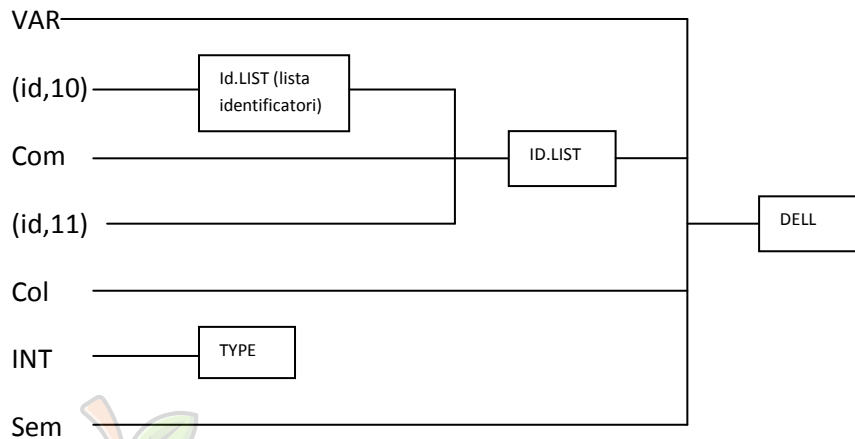 VAR
(id,10)
Id.LIST (lista
identificatori)
Com
ID.LIST
(id,11)
DELL
Col
INT
TYPE
Sem